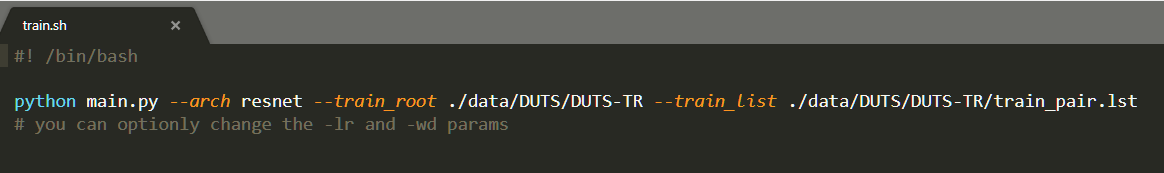 train.sh ×
#! /bin/bash
python main.py --arch resnet --train_root ./data/DUTS/DUTS-TR --train_list ./data/DUTS/DUTS-TR/train_pair.lst
# you can optionly change the -lr and -wd params